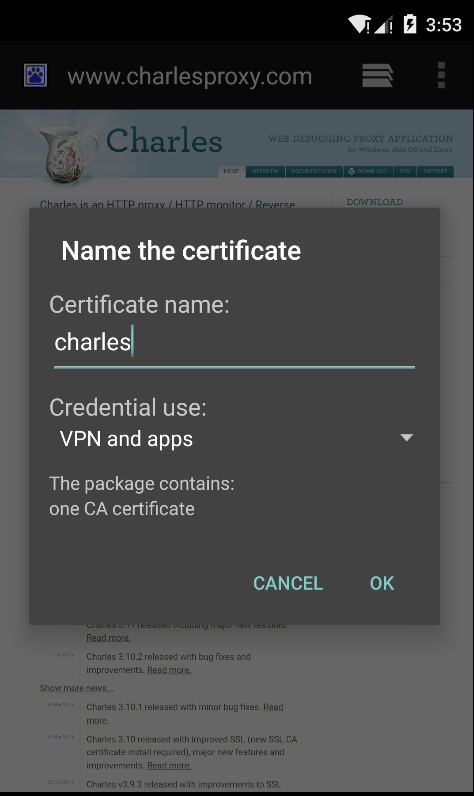 3:53
www.charlesproxy.com
Charles
WEB DEBUGGING PROXY APPLICATION
for Windows, Mac OS and Linux
HOME OVERVIEW DOCUMENTATION DOWNLOAD BUY SUPPORT
Charles is an HTTP proxy / HTTP monitor / Reverse
DOWNLOAD
Name the certificate
Certificate name:
charles
Credential use:
VPN and apps
The package contains:
one CA certificate
CANCEL OK
Charles 3.11 released including major new features.
Read more.
Charles 3.10.2 released with bug fixes and
improvements. Read more.
Show more news...
Charles 3.10.1 released with minor bug fixes. Read
more.
Charles 3.10 released with improved SSL (new SSL CA
certificate install required), major new features and
improvements. Read more.
Charles v3.9.3 released with improvements to SSL